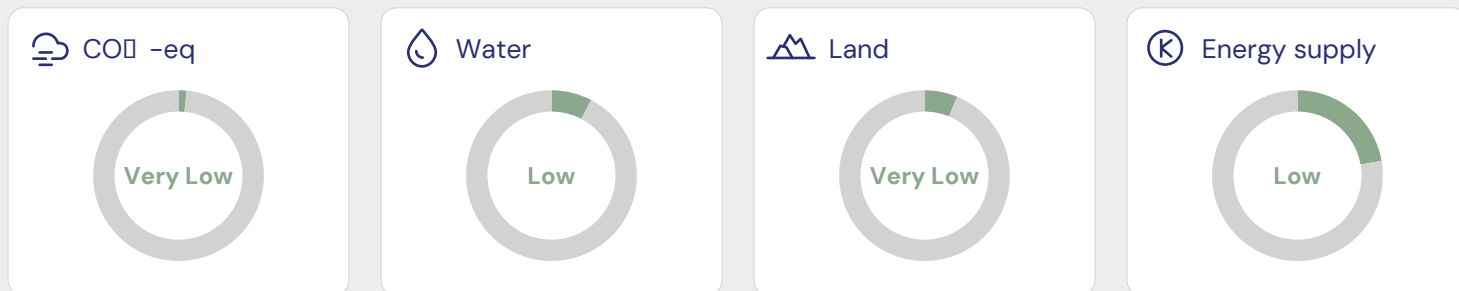 CO▯ -eq
Very Low
Water
Low
Land
Very Low
Energy supply
Low